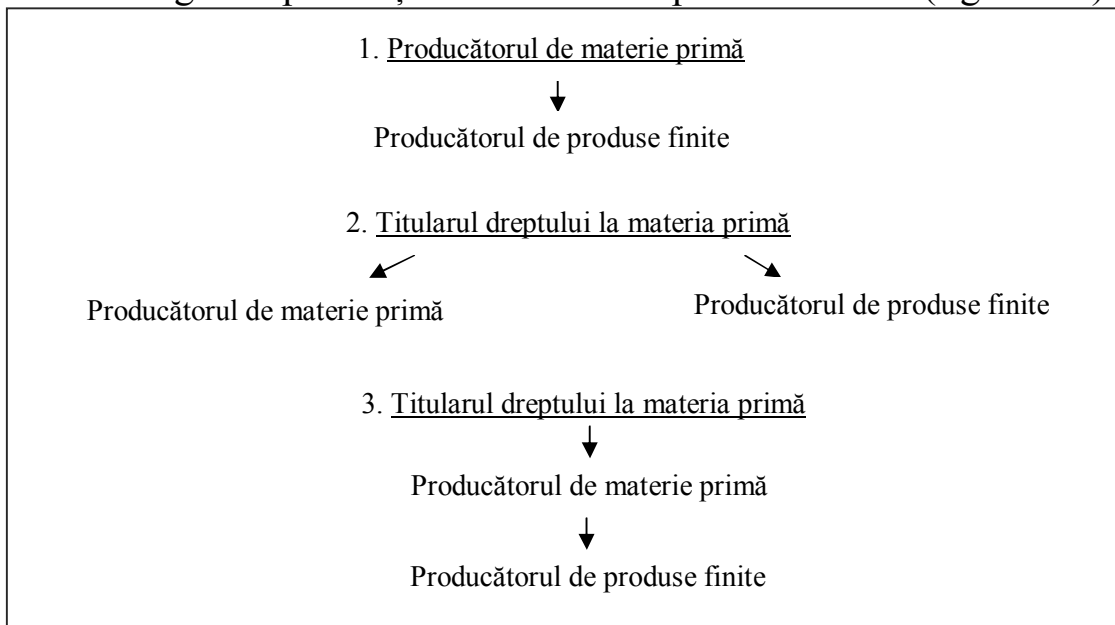 1. Producătorul de materie primă
Producătorul de produse finite
2. Titularul dreptului la materia primă
Producătorul de materie primă
Producătorul de produse finite
3. Titularul dreptului la materia primă
Producătorul de materie primă
Producătorul de produse finite